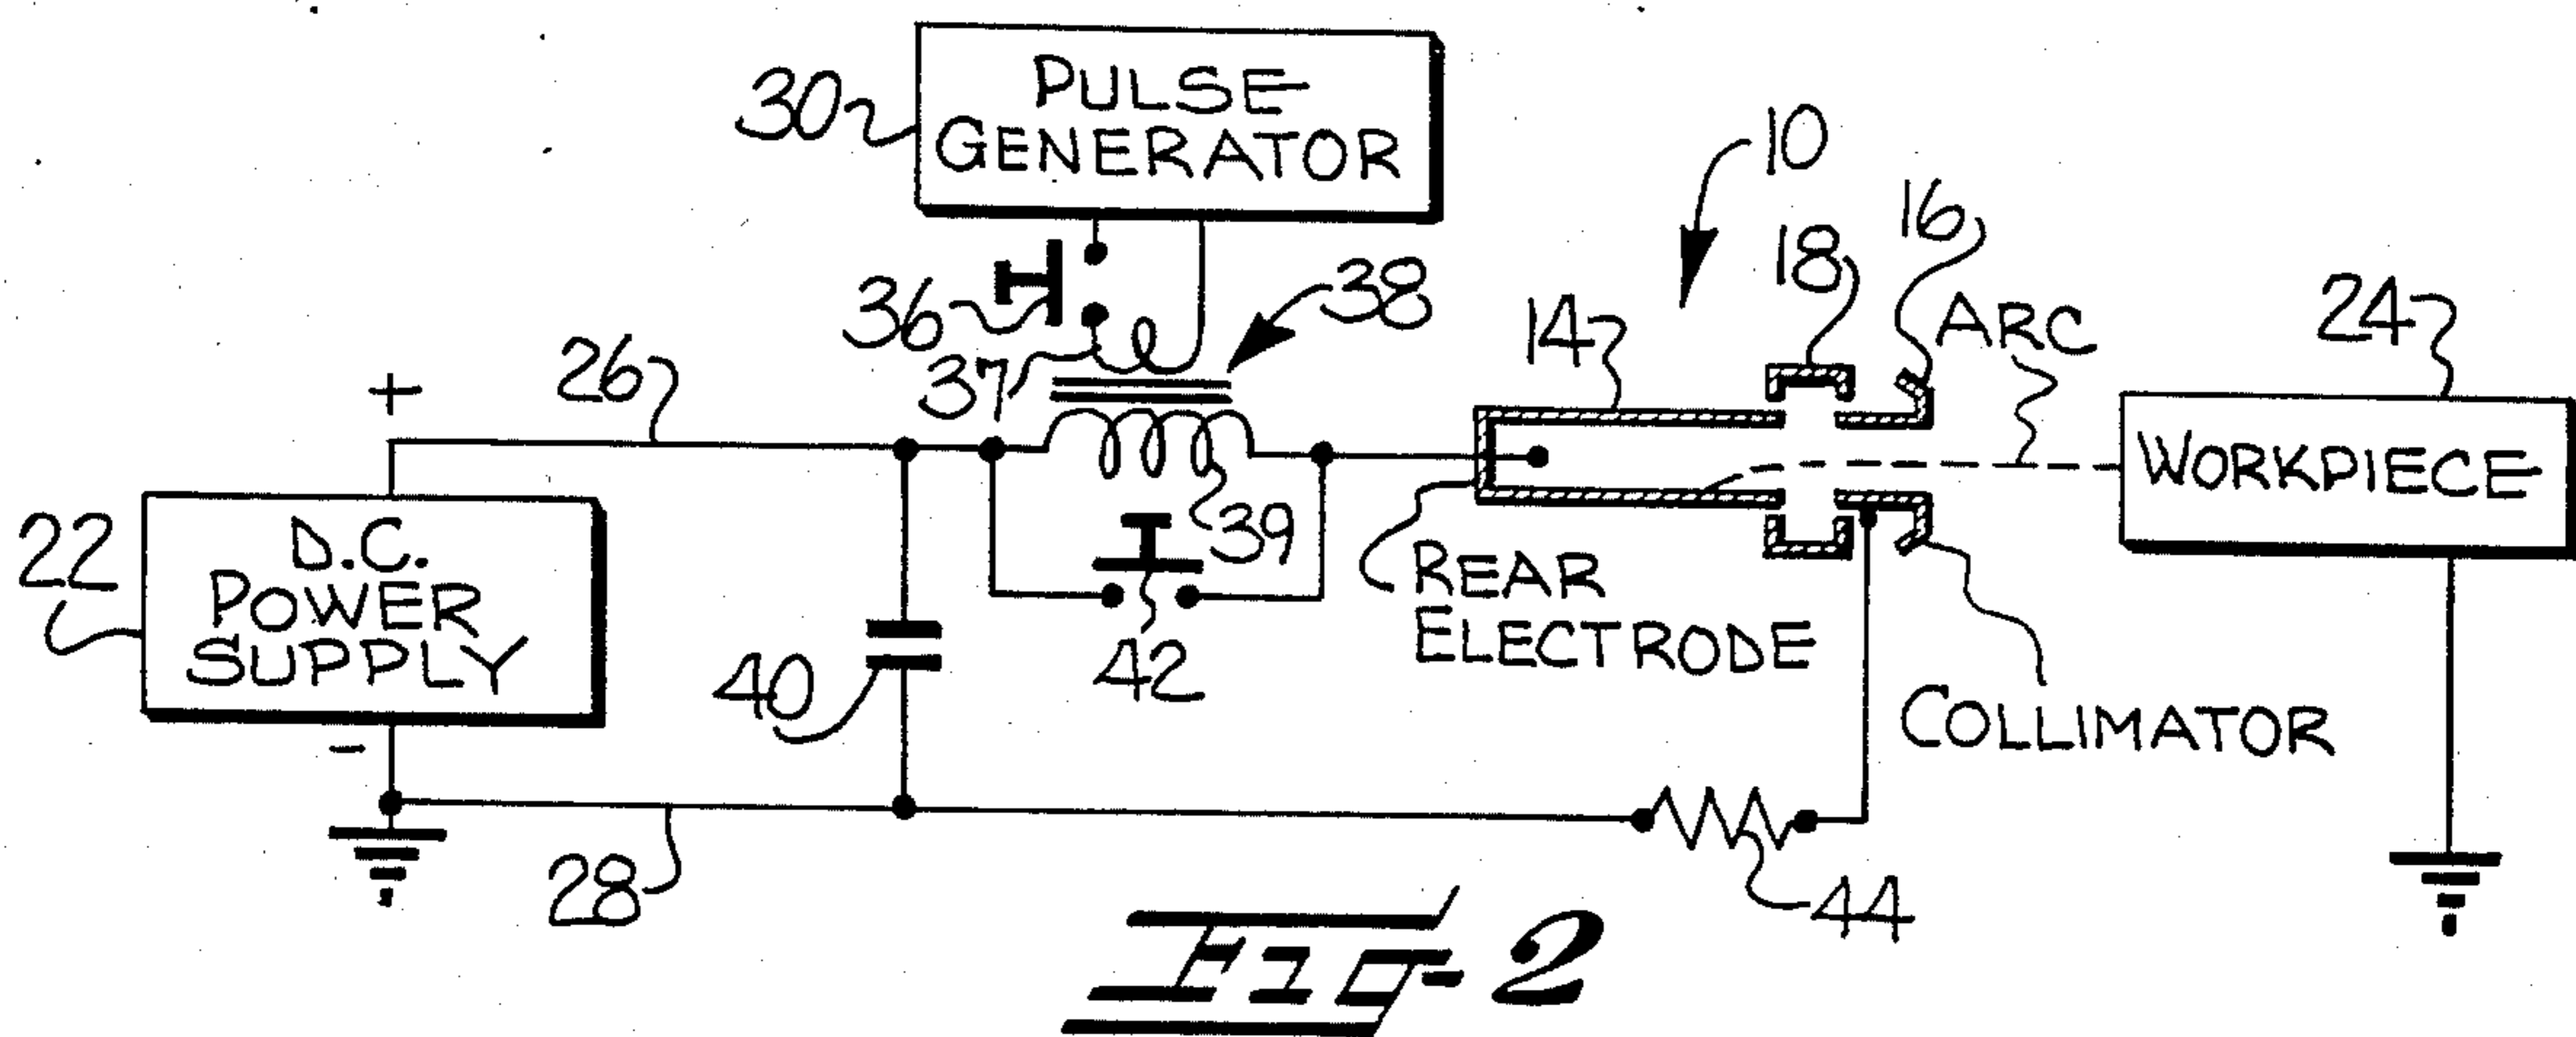 PULSE
GENERATOR
30
10
16
18
36
38
14
ARC
24
37
26
+
WORKPIECE
39
22
D.C.
POWER
SUPPLY
REAR
ELECTRODE
42
40
COLLIMATOR
-
28
44
Fig-2